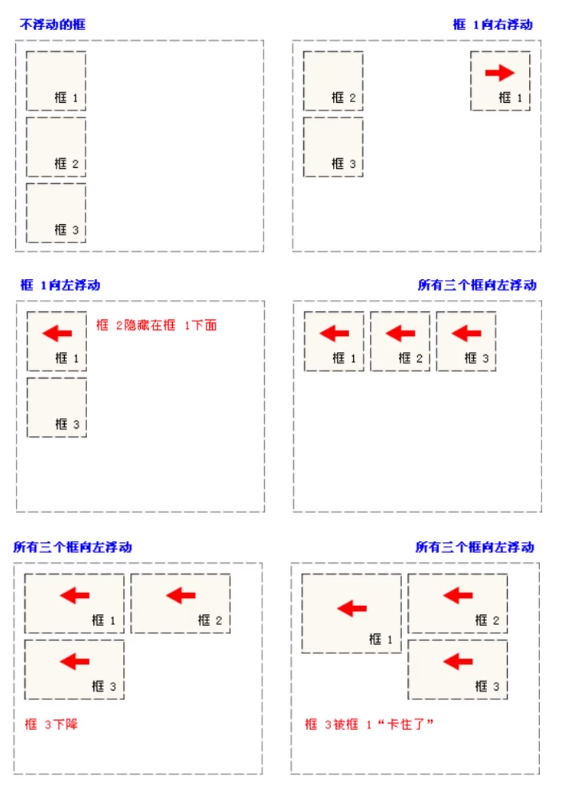 不浮动的框
框 1
框 2
框 3
框 1向右浮动
框 2
框 1
框 3
框 1向左浮动
框 2隐藏在框 1下面
框 1
框 3
所有三个框向左浮动
框 1
框 2
框 3
所有三个框向左浮动
框 1
框 2
框 3
框 3下降
所有三个框向左浮动
框 1
框 2
框 3
框 3被框 1“卡住了”